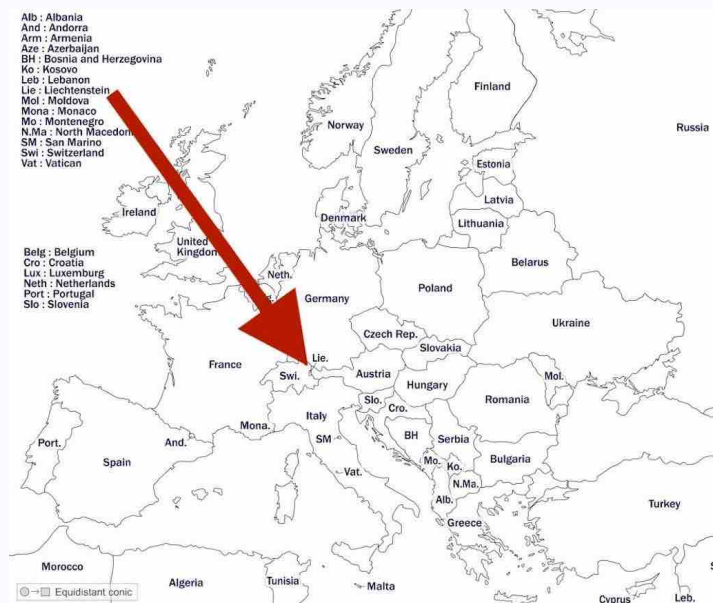 Alb : Albania
And : Andorra
Arm : Armenia
Aze : Azerbaijan
BH : Bosnia and Herzegovina
Ko : Kosovo
Leb : Lebanon
Lie : Liechtenstein
Mol : Moldova
Mona : Monaco
Mo : Montenegro
N.Ma : North Macedon
SM : San Marino
Swi : Switzerland
Vat : Vatican
Finland
Norway
Russia
Sweden
Estonia
Latvia
Ireland
Denmark
Lithuania
United
Kingdom
Belg : Belgium
Cro : Croatia
Lux : Luxemburg
Neth : Netherlands
Port : Portugal
Slo : Slovenia
Belarus
Neth.
Poland
Germany
Ukraine
Czech Rep.
Slovakia
Lie.
France
Swi.
Austria
Mol.
Hungary
Slo.
Romania
Cro.
Italy
Mona.
SM
BH
Serbia
Port.
And.
Spain
Bulgaria
Mo.
Ko.
Vat.
N.Ma.
Alb.
Turkey
Greece
Morocco
Algeria
Tunisia
Malta
Cyprus
Leb.
S
Equidistant conic